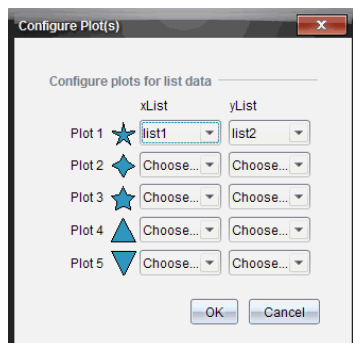 Configure Plot(s)
Configure plots for list data
xList yList
Plot 1 list1 list2
Plot 2 Choose... Choose...
Plot 3 Choose... Choose...
Plot 4 Choose... Choose...
Plot 5 Choose... Choose...
OK Cancel